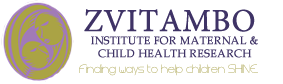 ZVITAMBO
INSTITUTE FOR MATERNAL &
CHILD HEALTH RESEARCH
Finding ways to help children SHINE